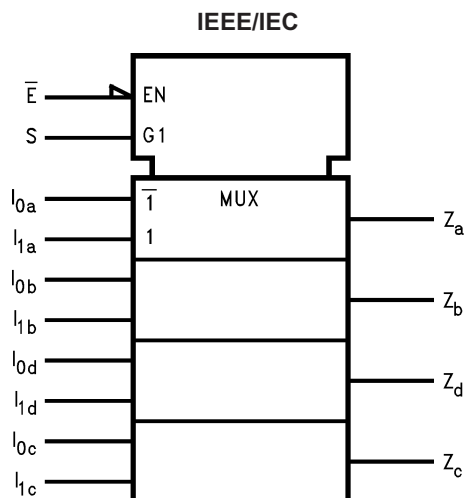 IEEE/IEC
E̅ EN
S G1
I0a 1̅ MUX
Za
I1a 1
I0b
Zb
I1b
I0d
Zd
I1d
I0c
Zc
I1c